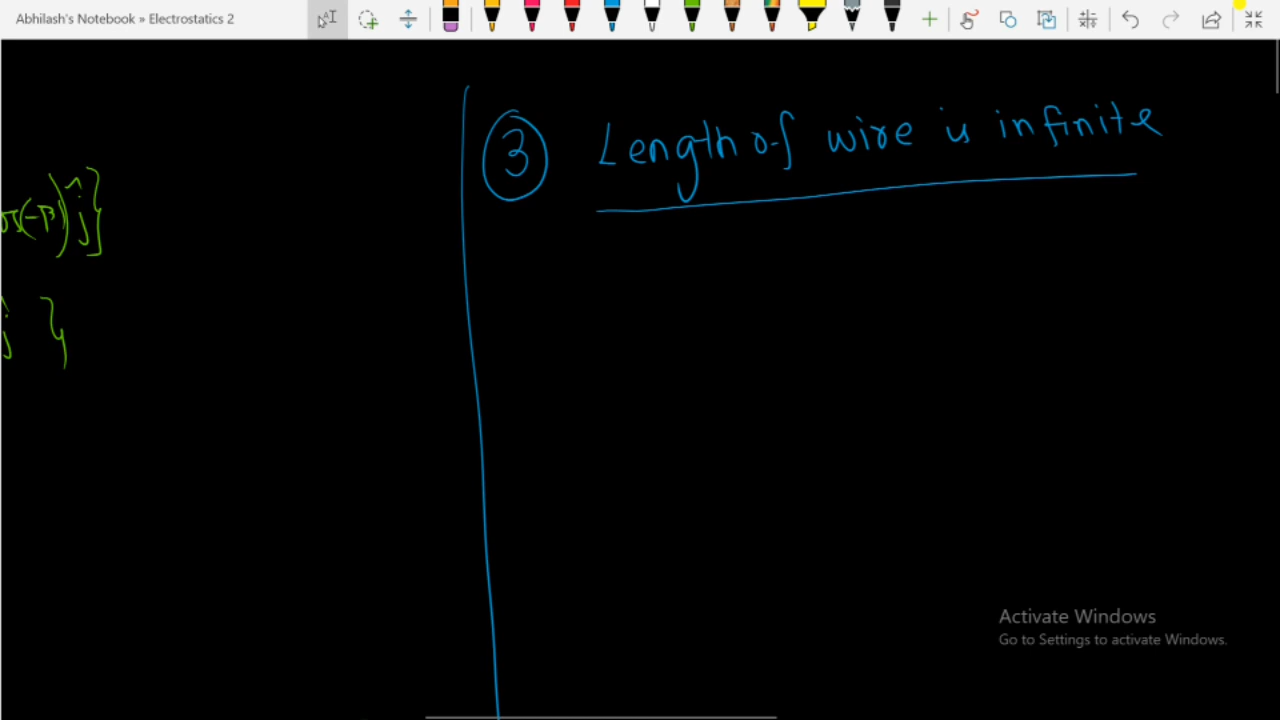 Abhilash's Notebook » Electrostatics 2
③ Length of wire is infinite
(-β) ĵ}
j }
Activate Windows
Go to Settings to activate Windows.